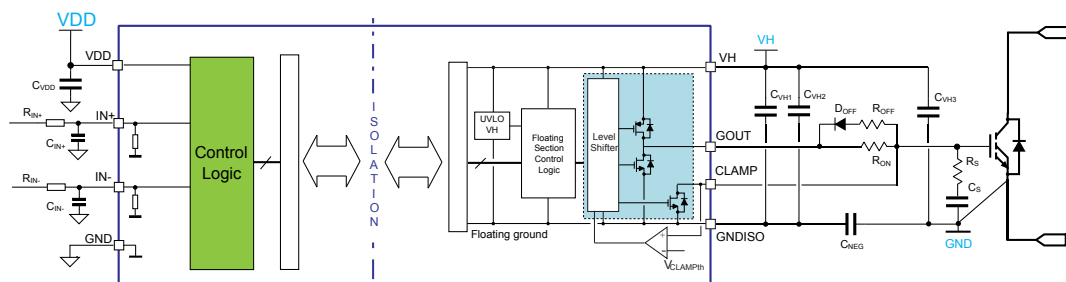 VDD
VDD
CVDD
RIN+
IN+
CIN+
RIN-
IN-
CIN-
GND
Control
Logic
ISOLATION
UVLO
VH
Floating
Section
Control
Logic
Level
Shifter
Floating ground
VCLAMPth
VH
VH
CVH1
CVH2
CVH3
DOFF
ROFF
GOUT
RON
CLAMP
RS
CS
GNDISO
CNEG
GND